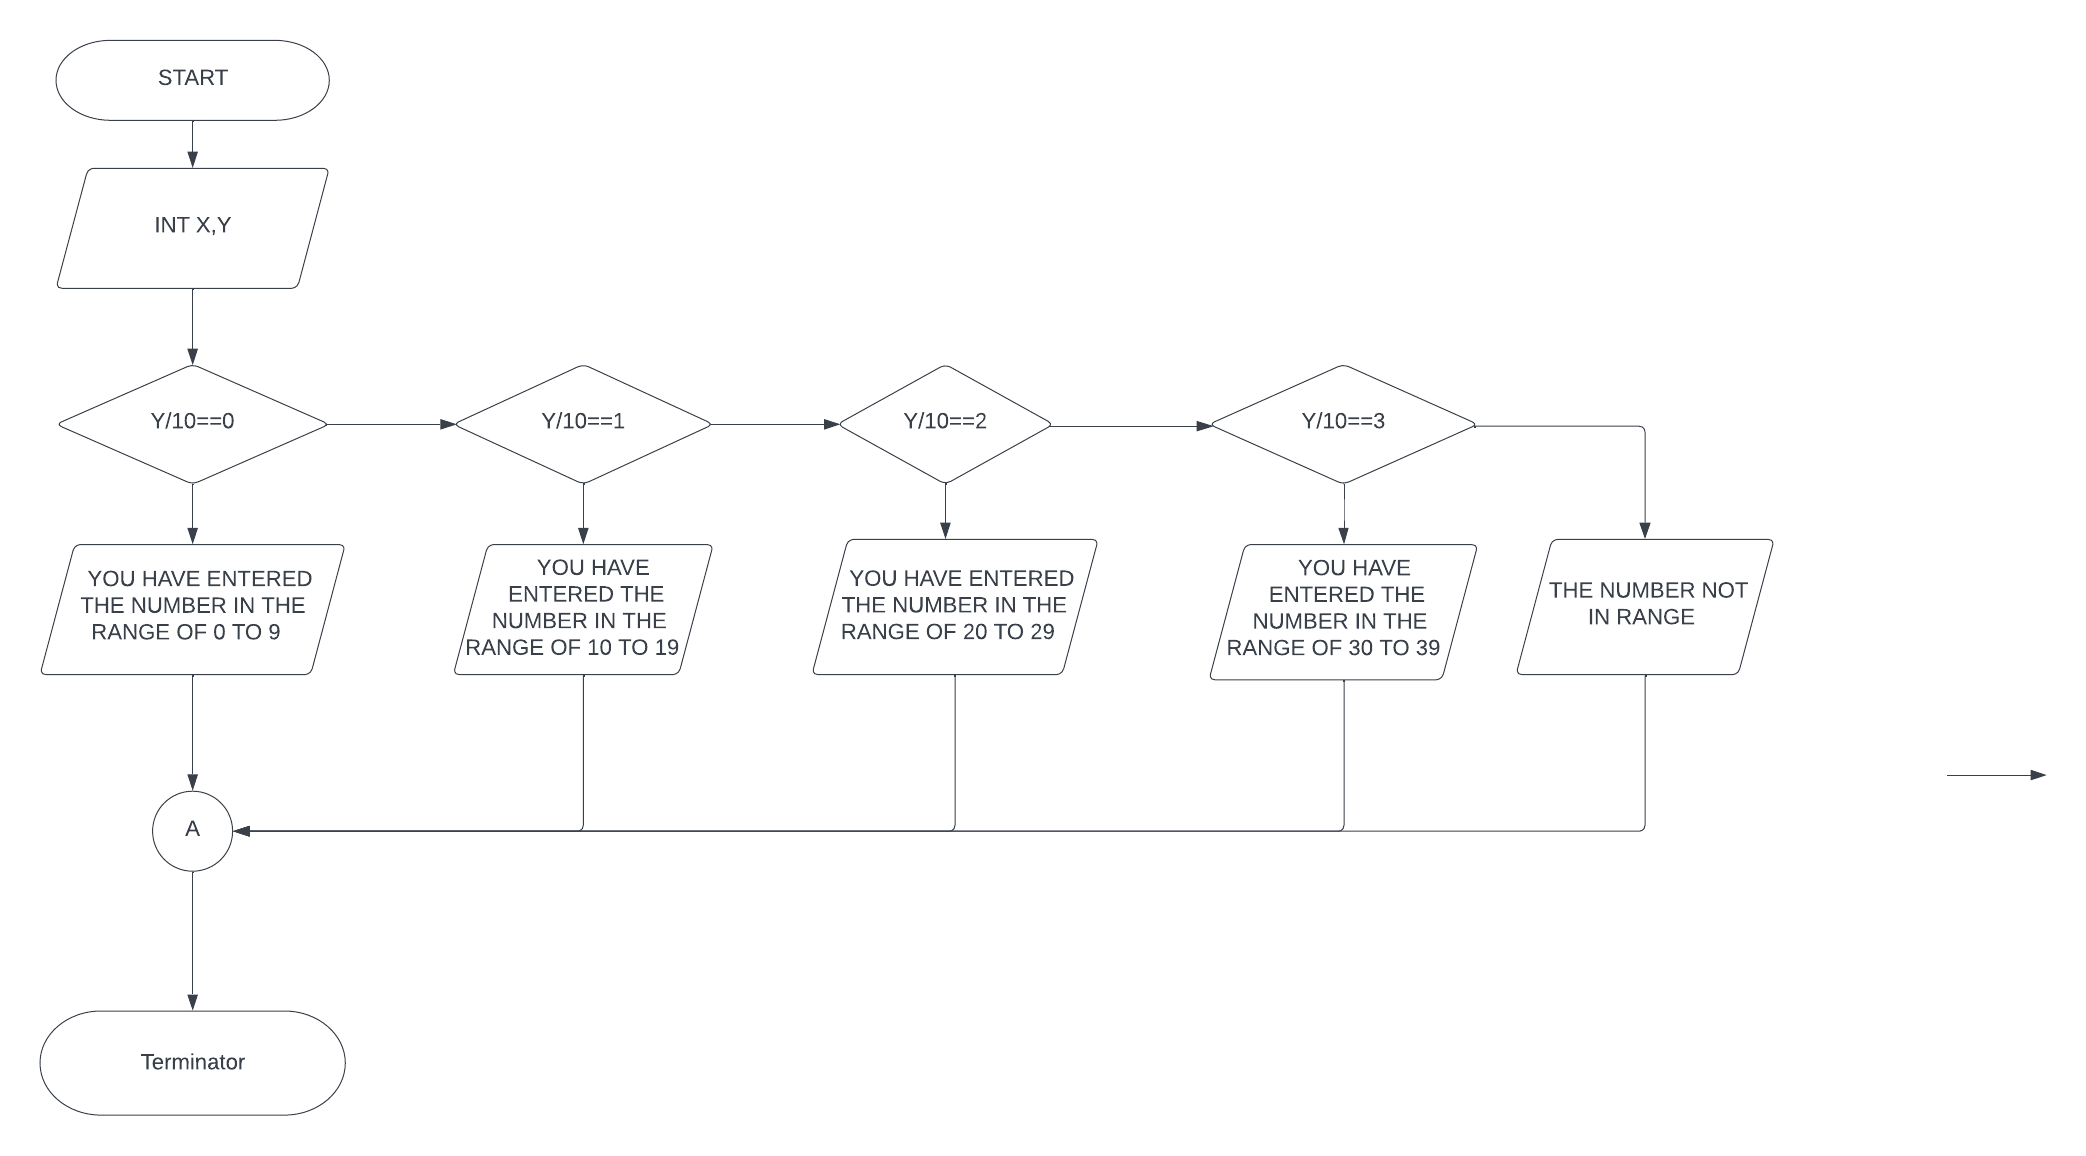 START
INT X,Y
Y/10==0
Y/10==1
Y/10==2
Y/10==3
YOU HAVE ENTERED
THE NUMBER IN THE
RANGE OF 0 TO 9
YOU HAVE
ENTERED THE
NUMBER IN THE
RANGE OF 10 TO 19
YOU HAVE ENTERED
THE NUMBER IN THE
RANGE OF 20 TO 29
YOU HAVE
ENTERED THE
NUMBER IN THE
RANGE OF 30 TO 39
THE NUMBER NOT
IN RANGE
A
Terminator